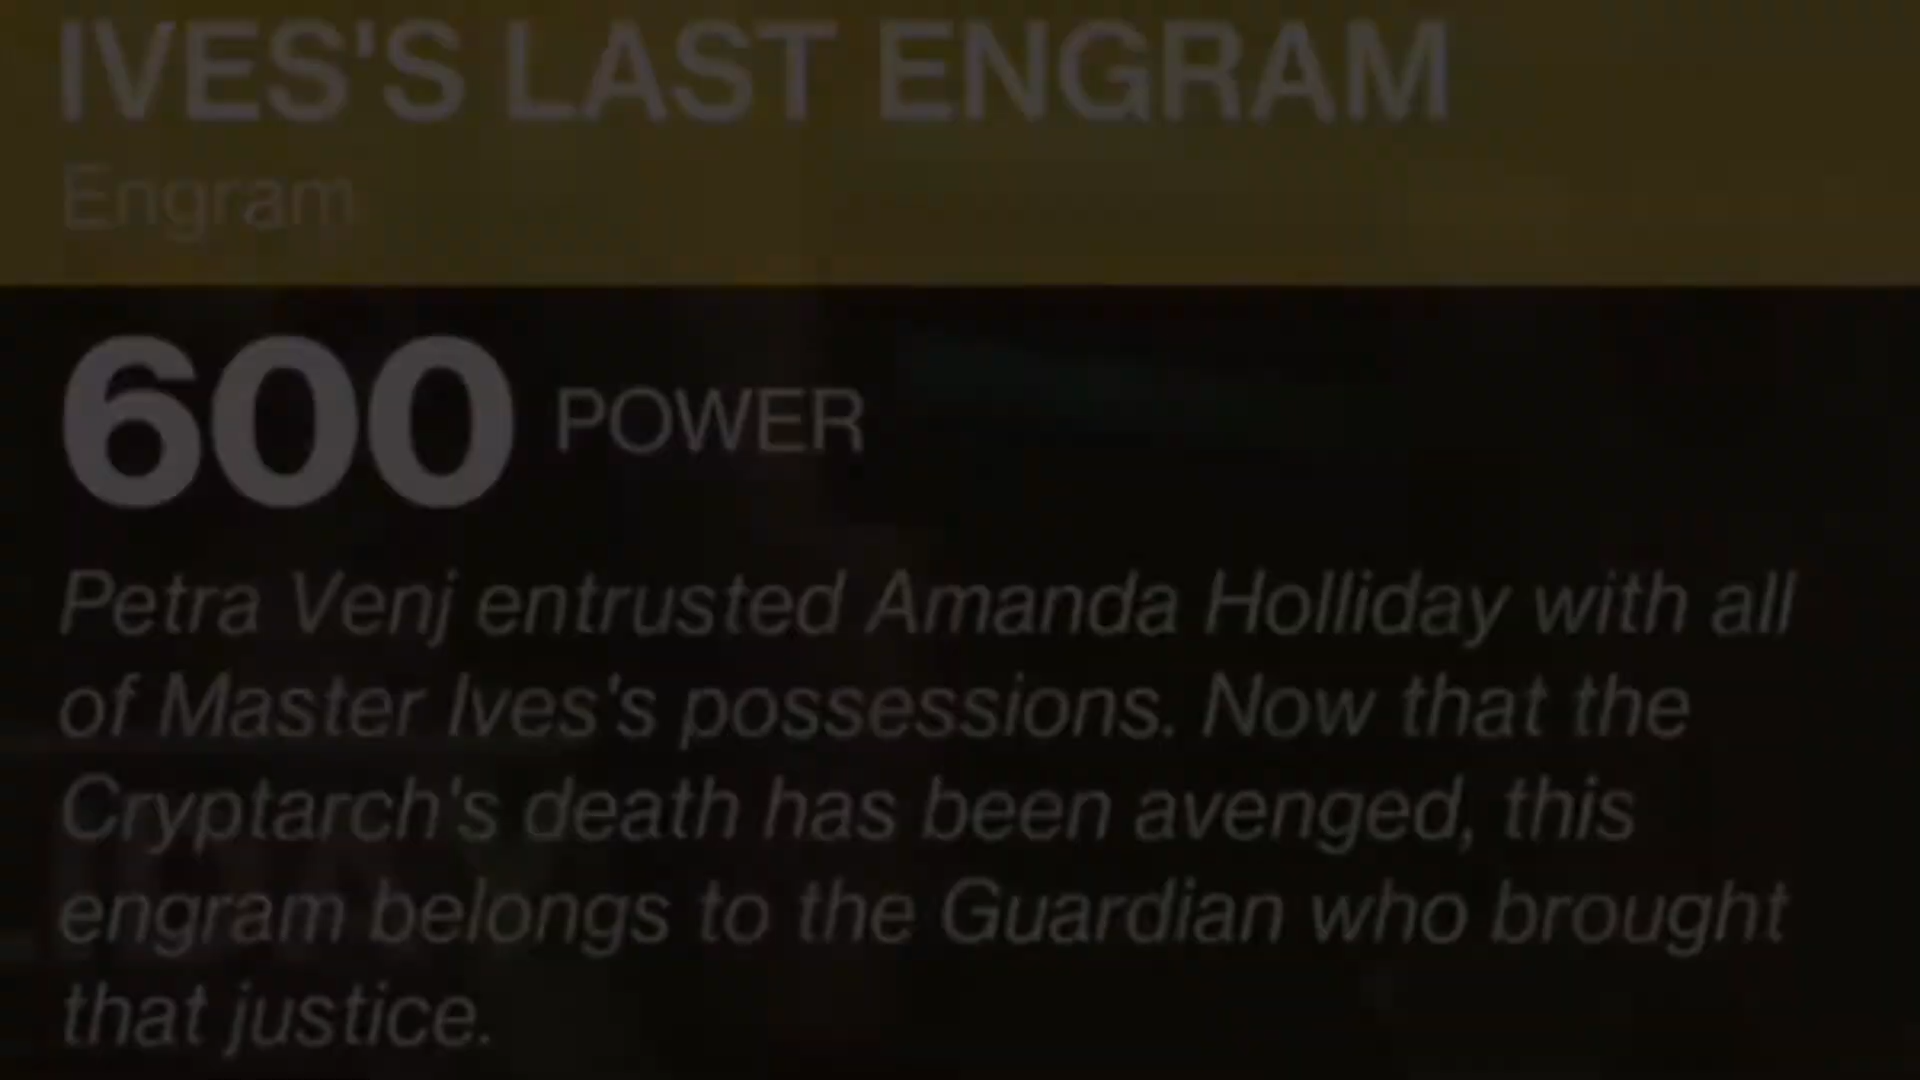 IVES'S LAST ENGRAM
Engram
600 POWER
Petra Venj entrusted Amanda Holliday with all
of Master Ives's possessions. Now that the
Cryptarch's death has been avenged, this
engram belongs to the Guardian who brought
that justice.